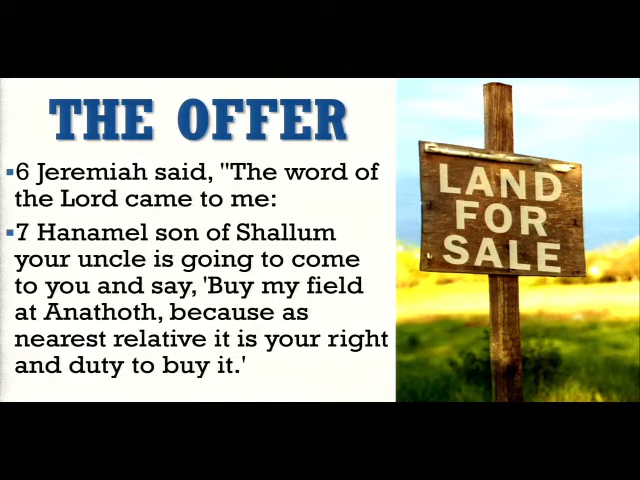 THE OFFER
▪6 Jeremiah said, "The word of
the Lord came to me:
▪7 Hanamel son of Shallum
your uncle is going to come
to you and say, 'Buy my field
at Anathoth, because as
nearest relative it is your right
and duty to buy it.'
LAND
FOR
SALE